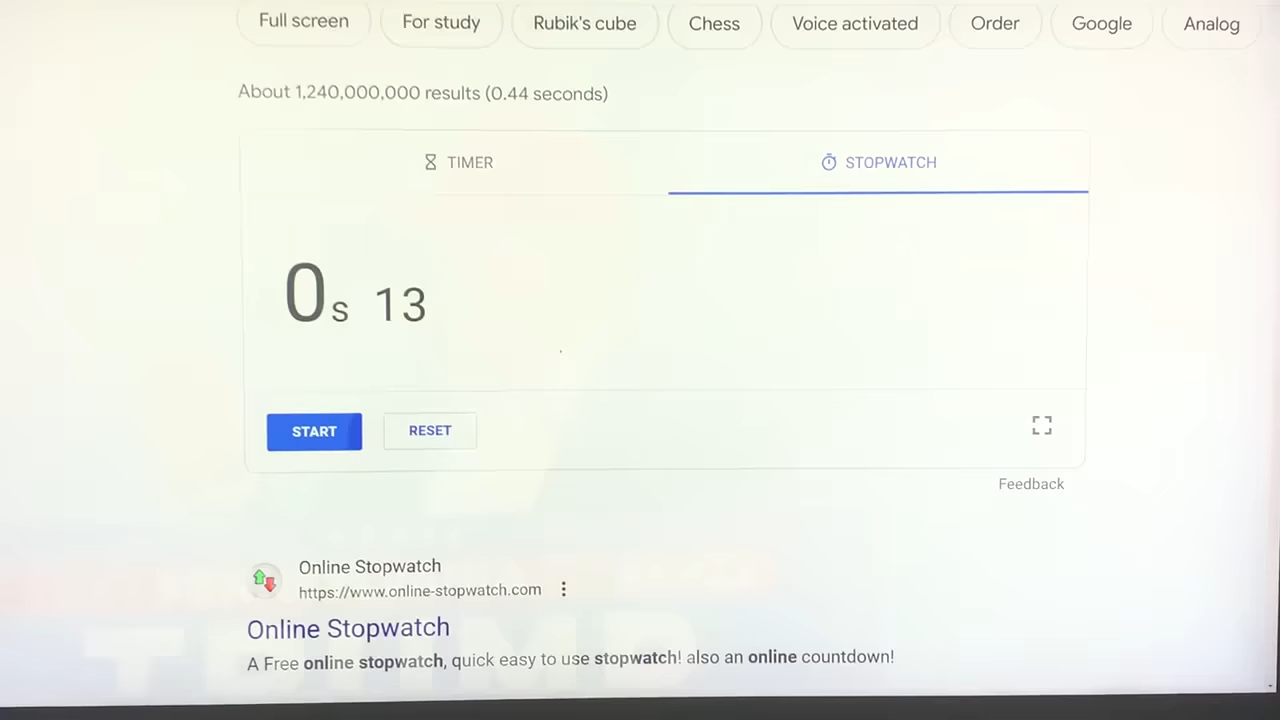 Full screen For study Rubik's cube Chess Voice activated Order Google Analog
About 1,240,000,000 results (0.44 seconds)
TIMER STOPWATCH
0s 13
START RESET
Feedback
Online Stopwatch
https://www.online-stopwatch.com
Online Stopwatch
A Free online stopwatch, quick easy to use stopwatch! also an online countdown!